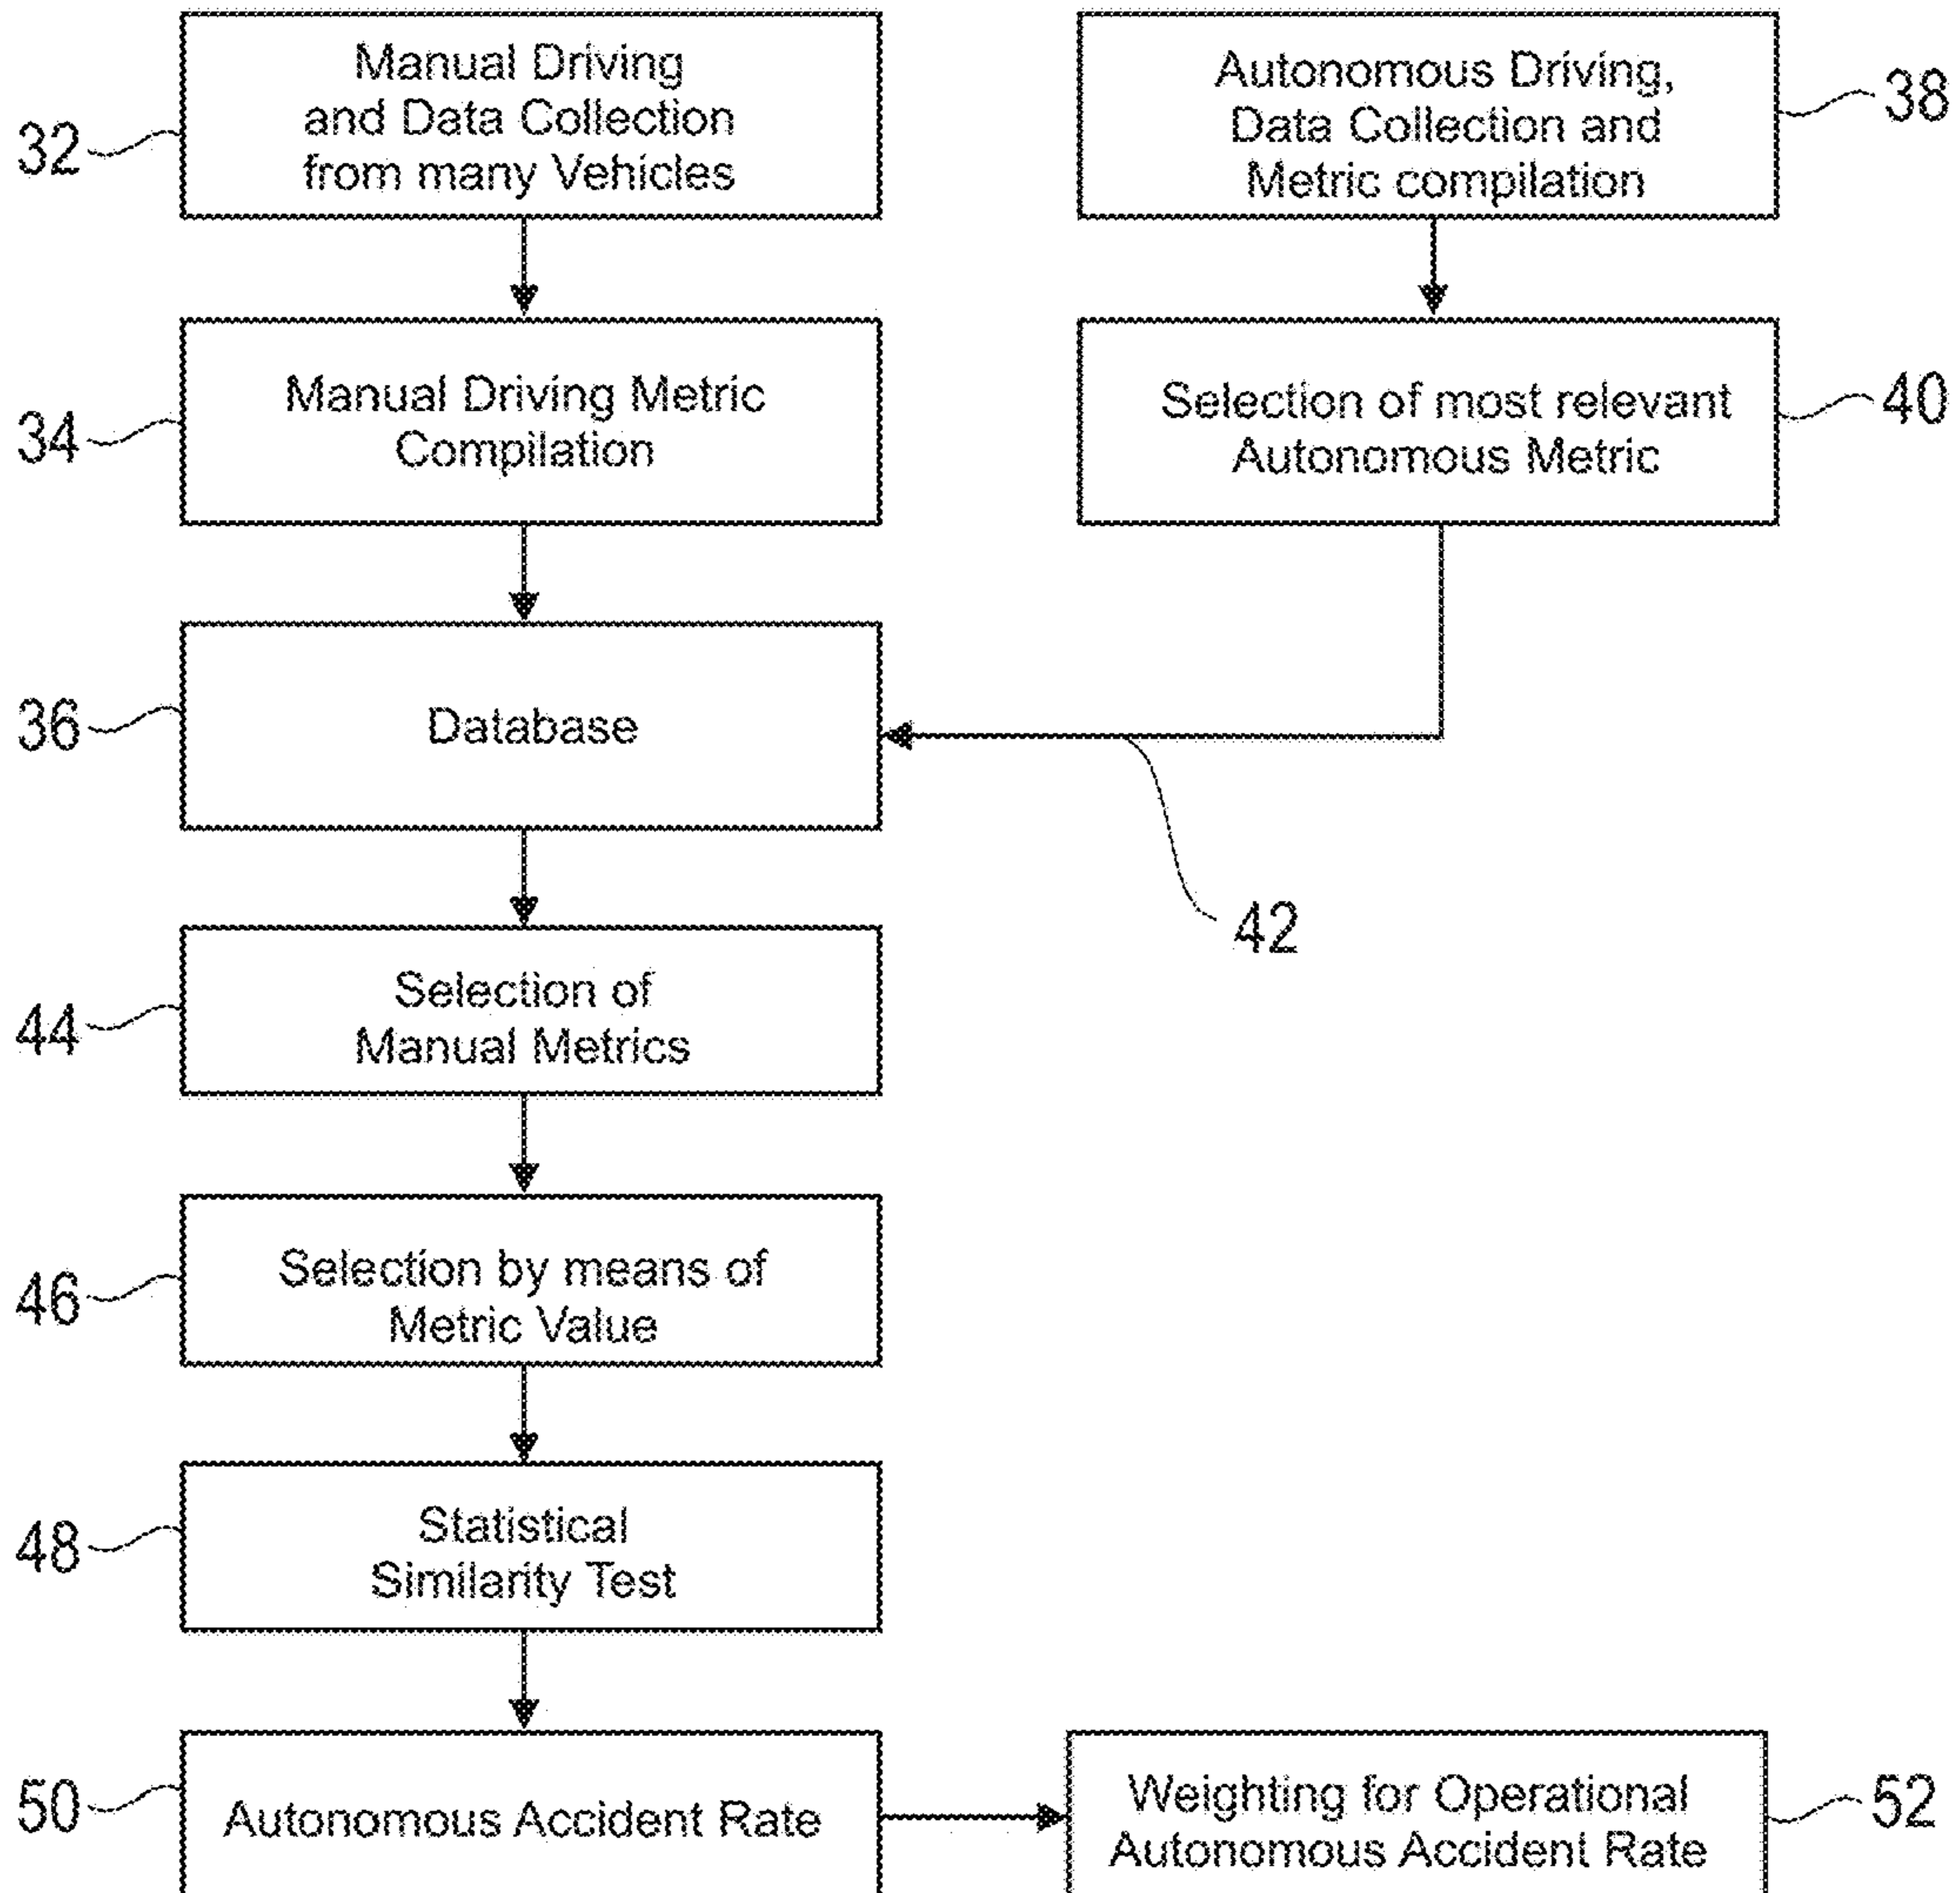 Manual Driving
and Data Collection
from many Vehicles
32
Autonomous Driving,
Data Collection and
Metric compilation
38
Manual Driving Metric
Compilation
34
Selection of most relevant
Autonomous Metric
40
Database
36
42
Selection of
Manual Metrics
44
Selection by means of
Metric Value
46
Statistical
Similarity Test
48
Autonomous Accident Rate
50
Weighting for Operational
Autonomous Accident Rate
52